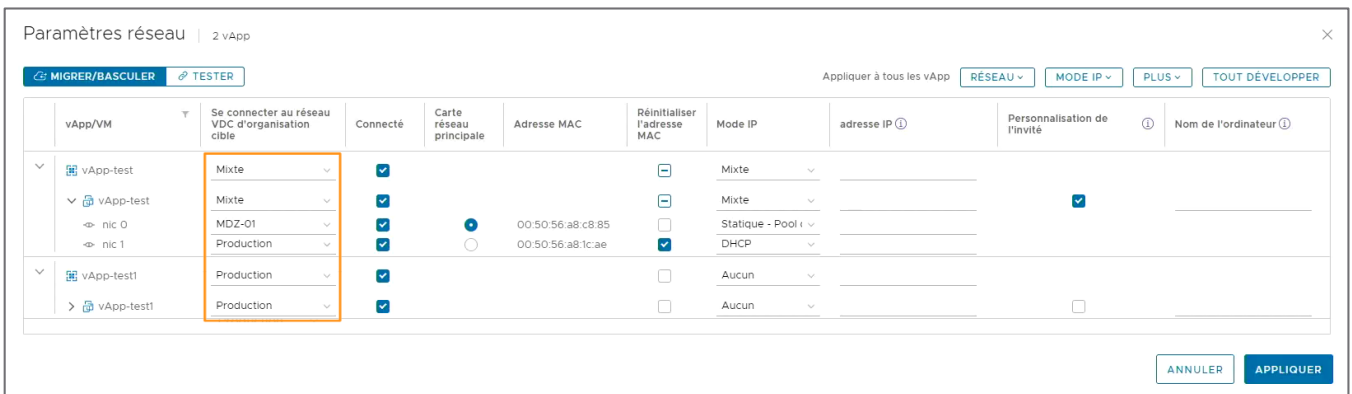 Paramètres réseau | 2 vApp
MIGRER/BASCULER TESTER Appliquer à tous les vApp RÉSEAU MODE IP PLUS TOUT DÉVELOPPER
vApp/VM
Se connecter au réseau
VDC d'organisation
cible
Connecté
Carte
réseau
principale
Adresse MAC
Réinitialiser
l'adresse
MAC
Mode IP
adresse IP
Personnalisation de
l'invité
Nom de l'ordinateur
vApp-test Mixte Mixte
vApp-test Mixte Mixte
nic 0 MDZ-01 00:50:56:a8:c8:85 Statique - Pool
nic 1 Production 00:50:56:a8:1c:ae DHCP
vApp-test1 Production Aucun
vApp-test1 Production Aucun
ANNULER APPLIQUER